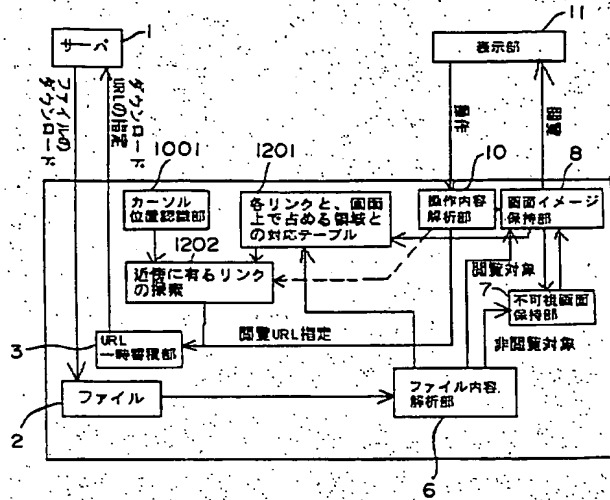 1
サーバ
11
表示部
ファイルの
ダウンロード
ダウンロード
URLの指定
操作
閲覧
1001
カーソル
位置認識部
1201
各リンクと、画面
上で占める領域と
の対応テーブル
10
操作内容
解析部
8
画面イメージ
保持部
1202
近傍に有るリンク
の探索
閲覧対象
7
不可視画面
保持部
3
URL
一時蓄積部
閲覧URL指定
非閲覧対象
2
ファイル
ファイル内容
解析部
6